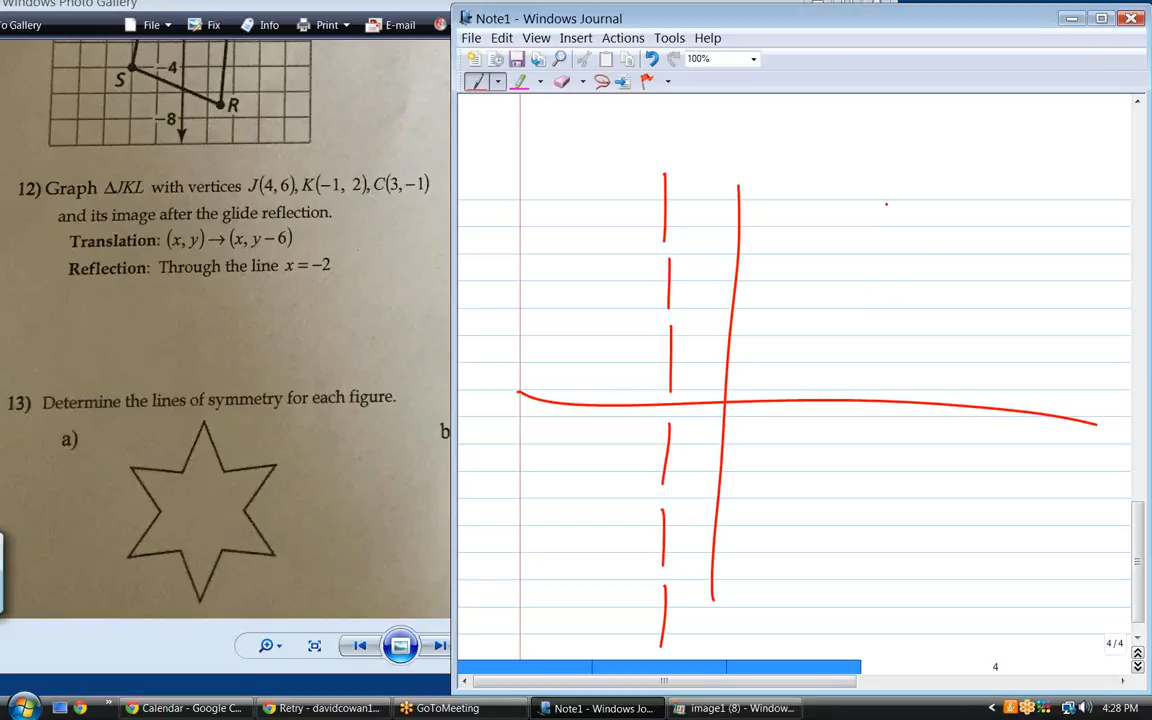 Windows Photo Gallery
o Gallery
File
Fix
Info
Print
E-mail
S
-4
R
-8
12) Graph ΔJKL with vertices J(4, 6), K(−1, 2), C(3, −1)
and its image after the glide reflection.
Translation: (x, y) → (x, y − 6)
Reflection: Through the line x = −2
13) Determine the lines of symmetry for each figure.
a)
b
Note1 - Windows Journal
File Edit View Insert Actions Tools Help
100%
4 / 4
4
Calendar - Google C...
Retry - davidcowan1...
GoToMeeting
Note1 - Windows Jo...
image1 (8) - Window...
4:28 PM